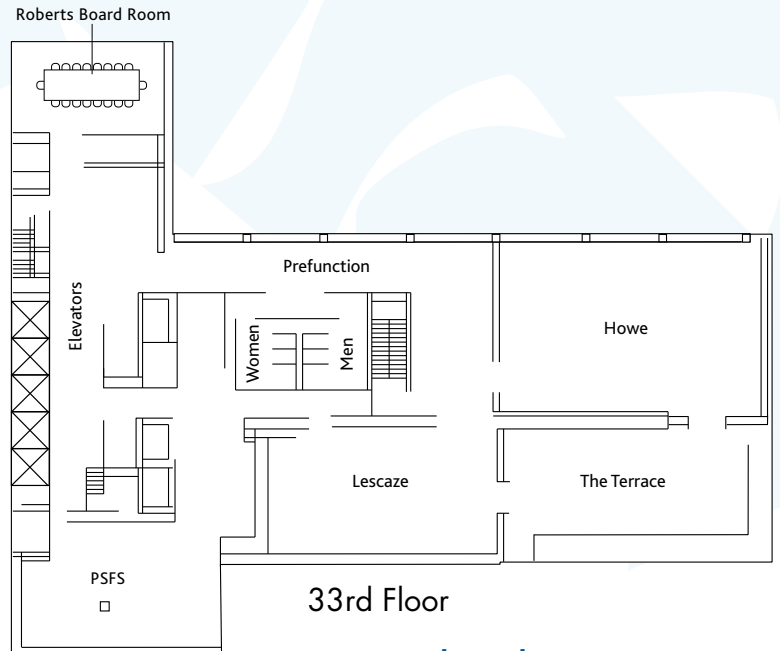 Roberts Board Room
Prefunction
Elevators
Women
Men
Howe
Lescaze
The Terrace
PSFS
33rd Floor